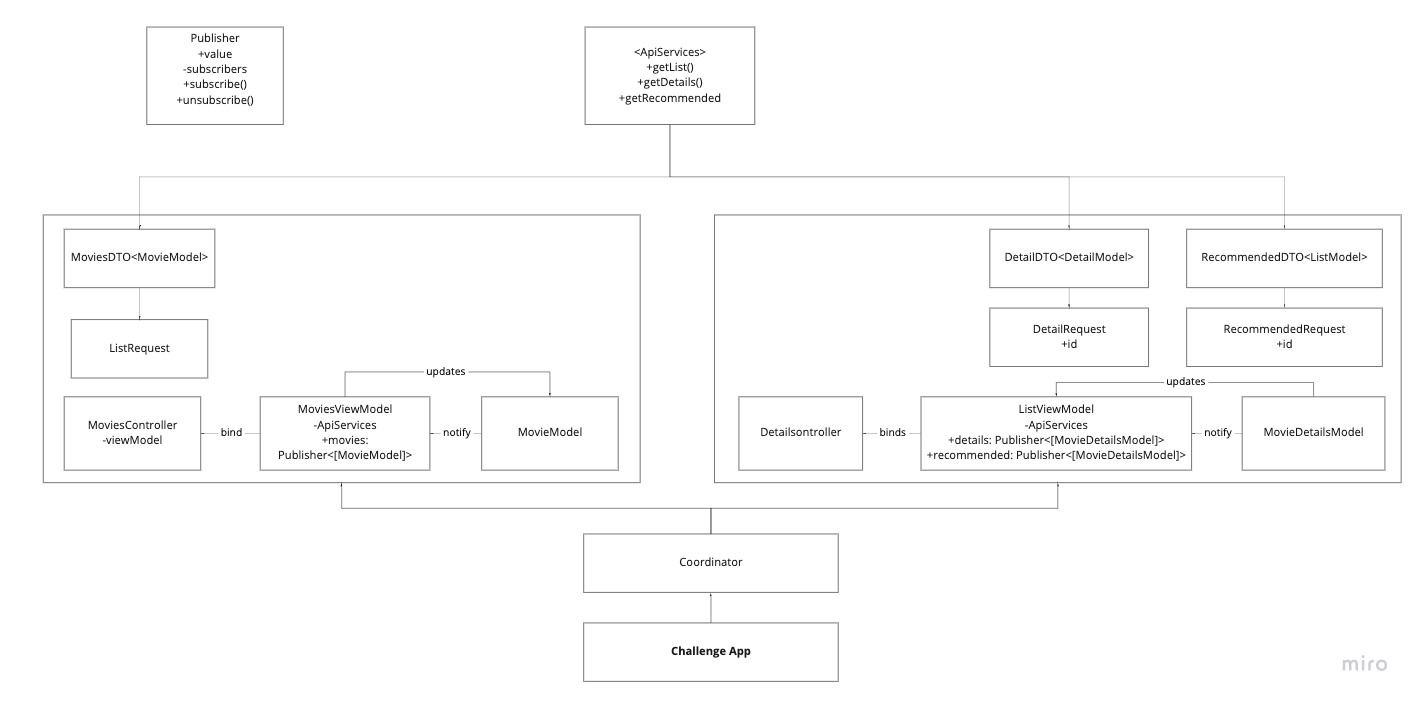 Publisher
+value
-subscribers
+subscribe()
+unsubscribe()
<ApiServices>
+getList()
+getDetails()
+getRecommended
MoviesDTO<MovieModel>
ListRequest
updates
MoviesController
-viewModel
bind
MoviesViewModel
-ApiServices
+movies:
Publisher<[MovieModel]>
notify
MovieModel
DetailDTO<DetailModel>
RecommendedDTO<ListModel>
DetailRequest
+id
RecommendedRequest
+id
updates
Detailsontroller
binds
ListViewModel
-ApiServices
+details: Publisher<[MovieDetailsModel]>
+recommended: Publisher<[MovieDetailsModel]>
notify
MovieDetailsModel
Coordinator
Challenge App
miro